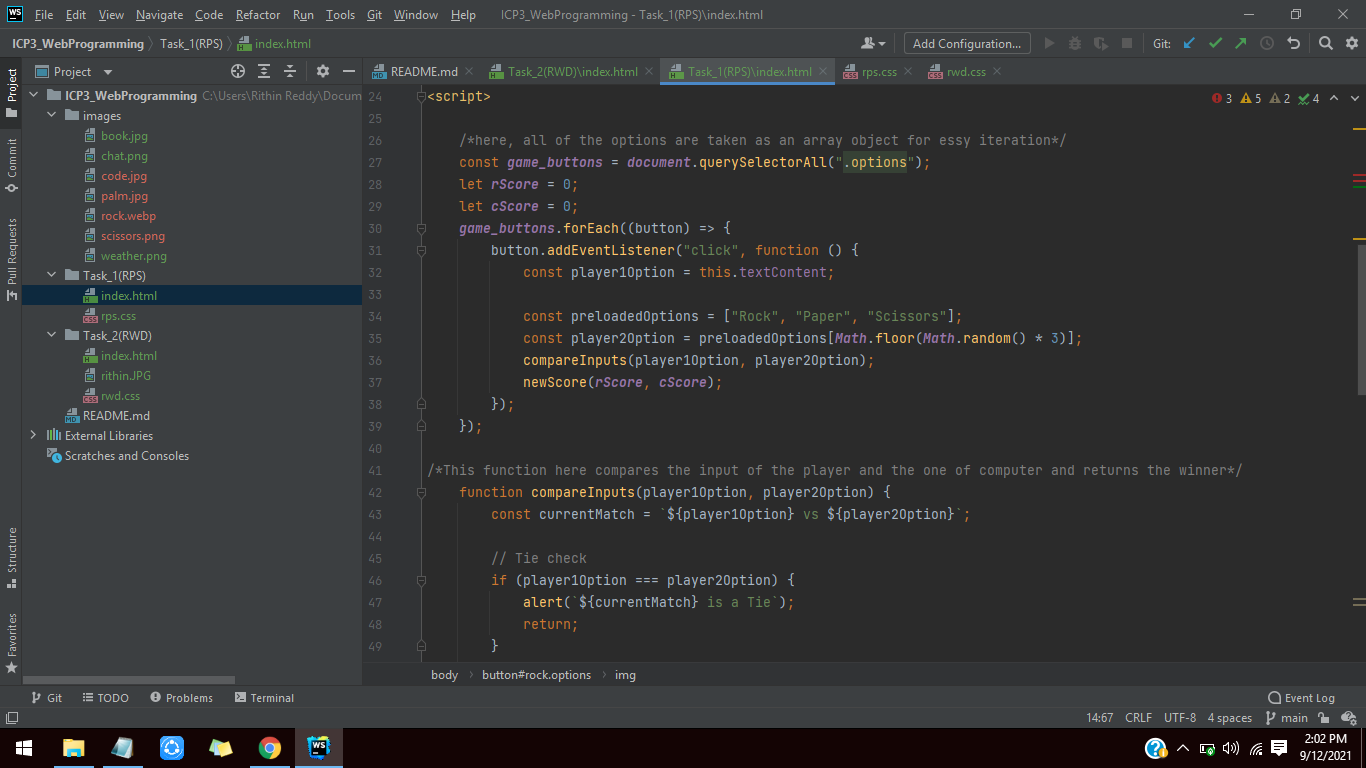 WS File Edit View Navigate Code Refactor Run Tools Git Window Help ICP3_WebProgramming - Task_1(RPS)\index.html
ICP3_WebProgramming Task_1(RPS) index.html Add Configuration... Git:
Project README.md Task_2(RWD)\index.html Task_1(RPS)\index.html rps.css rwd.css
Project
Commit
Pull Requests
Structure
Favorites
ICP3_WebProgramming C:\Users\Rithin Reddy\Docum
images
book.jpg
chat.png
code.jpg
palm.jpg
rock.webp
scissors.png
weather.png
Task_1(RPS)
index.html
rps.css
Task_2(RWD)
index.html
rithin.JPG
rwd.css
README.md
External Libraries
Scratches and Consoles
3 5 2 4
24 <script>
25
26 /*here, all of the options are taken as an array object for essy iteration*/
27 const game_buttons = document.querySelectorAll(".options");
28 let rScore = 0;
29 let cScore = 0;
30 game_buttons.forEach((button) => {
31 button.addEventListener("click", function () {
32 const player1Option = this.textContent;
33
34 const preloadedOptions = ["Rock", "Paper", "Scissors"];
35 const player2Option = preloadedOptions[Math.floor(Math.random() * 3)];
36 compareInputs(player1Option, player2Option);
37 newScore(rScore, cScore);
38 });
39 });
40
41 /*This function here compares the input of the player and the one of computer and returns the winner*/
42 function compareInputs(player1Option, player2Option) {
43 const currentMatch = `${player1Option} vs ${player2Option}`;
44
45 // Tie check
46 if (player1Option === player2Option) {
47 alert(`${currentMatch} is a Tie`);
48 return;
49 }
body button#rock.options img
Git TODO Problems Terminal Event Log
14:67 CRLF UTF-8 4 spaces main
WS
2:02 PM
9/12/2021